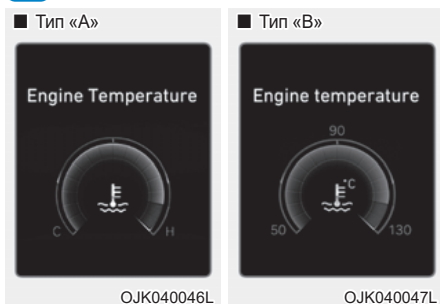 ■ Тип «A»
Engine Temperature
C
H
OJK040046L
■ Тип «B»
Engine temperature
90
°C
50
130
OJK040047L